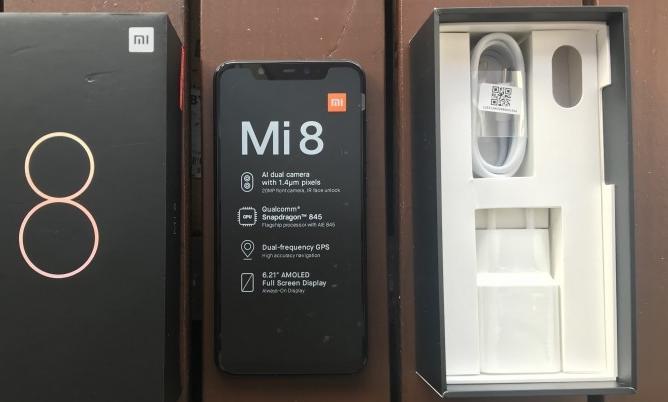 mi
8
mi
Mi 8
AI dual camera
with 1.4μm pixels
20MP front camera, IR face unlock
CPU
Qualcomm®
Snapdragon™ 845
Flagship processor with AIE 845
Dual-frequency GPS
High accuracy navigation
6.21" AMOLED
Full Screen Display
Always-On Display